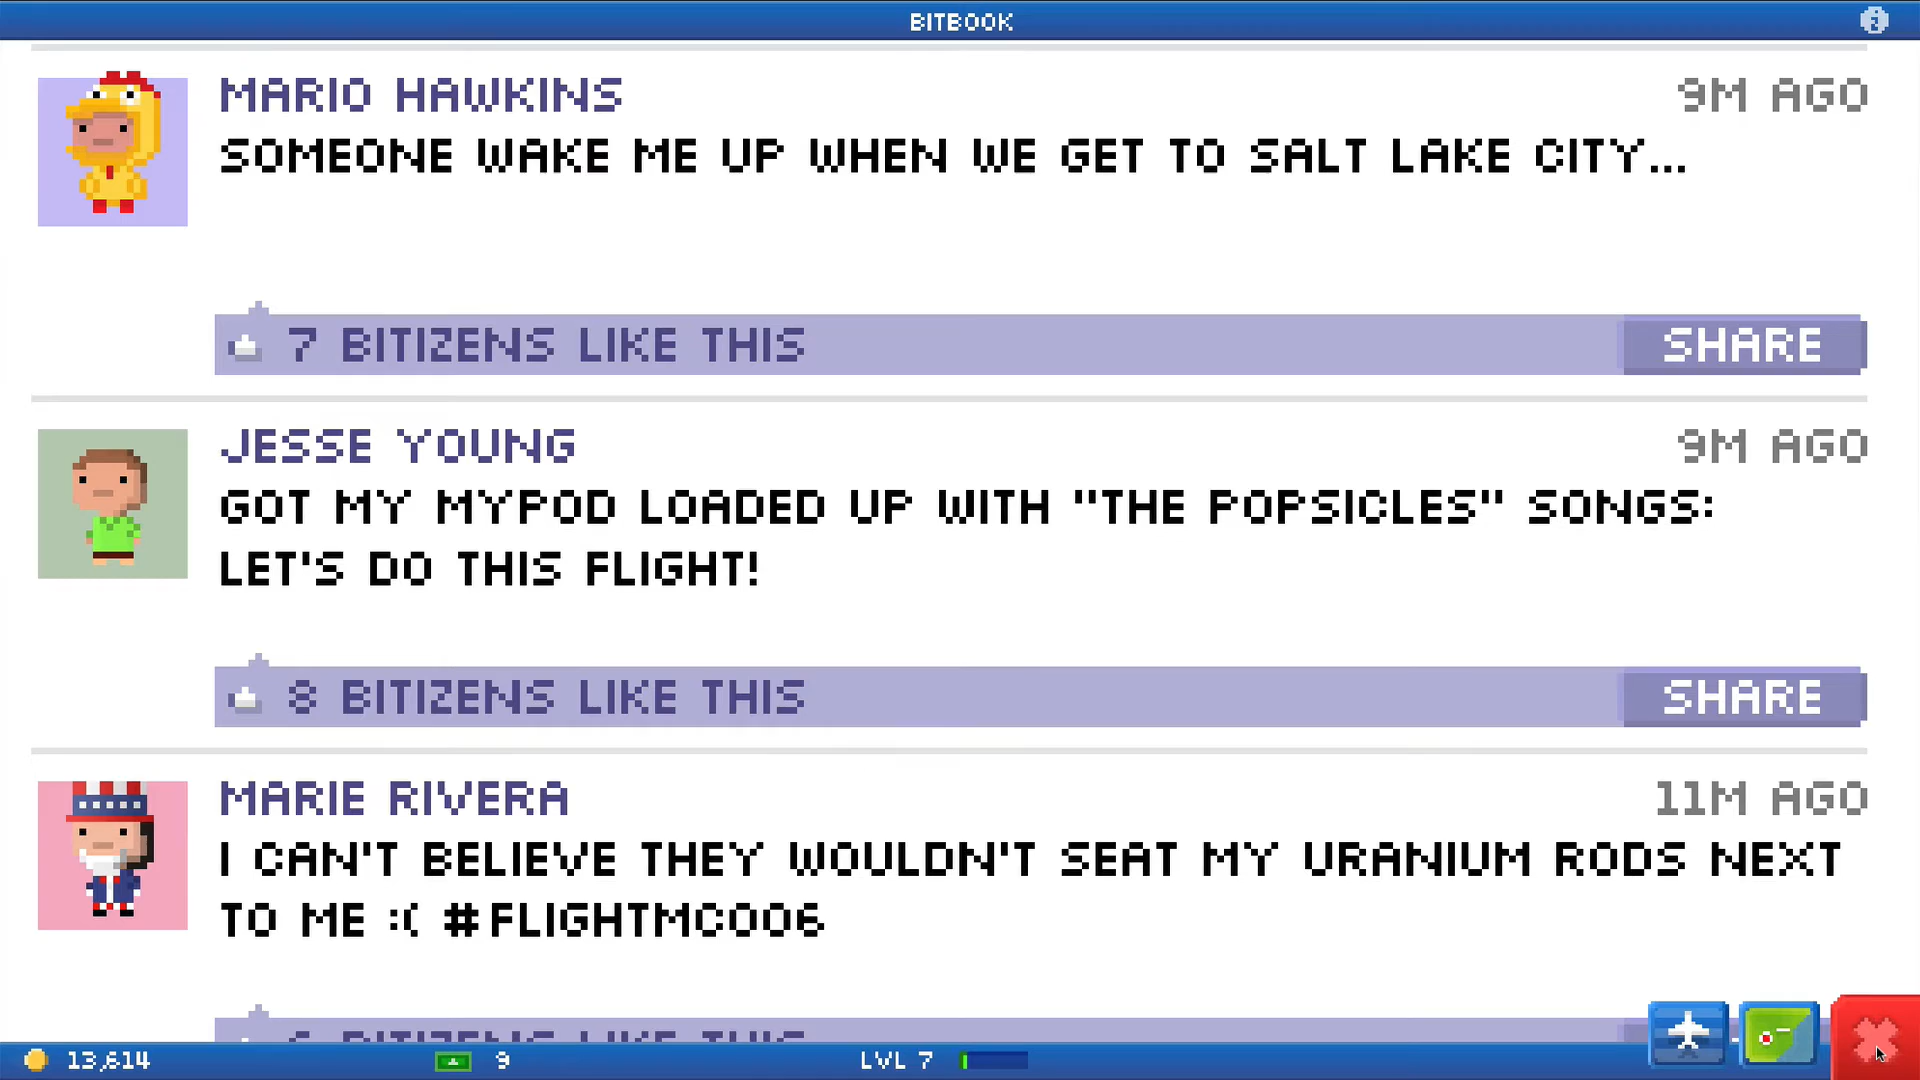 BITBOOK
MARIO HAWKINS
9M AGO
SOMEONE WAKE ME UP WHEN WE GET TO SALT LAKE CITY...
7 BITIZENS LIKE THIS
SHARE
JESSE YOUNG
9M AGO
GOT MY MYPOD LOADED UP WITH "THE POPSICLES" SONGS:
LET'S DO THIS FLIGHT!
8 BITIZENS LIKE THIS
SHARE
MARIE RIVERA
11M AGO
I CAN'T BELIEVE THEY WOULDN'T SEAT MY URANIUM RODS NEXT
TO ME :( #FLIGHTMC006
BITIZENS LIKE THIS
13,614
9
LVL 7